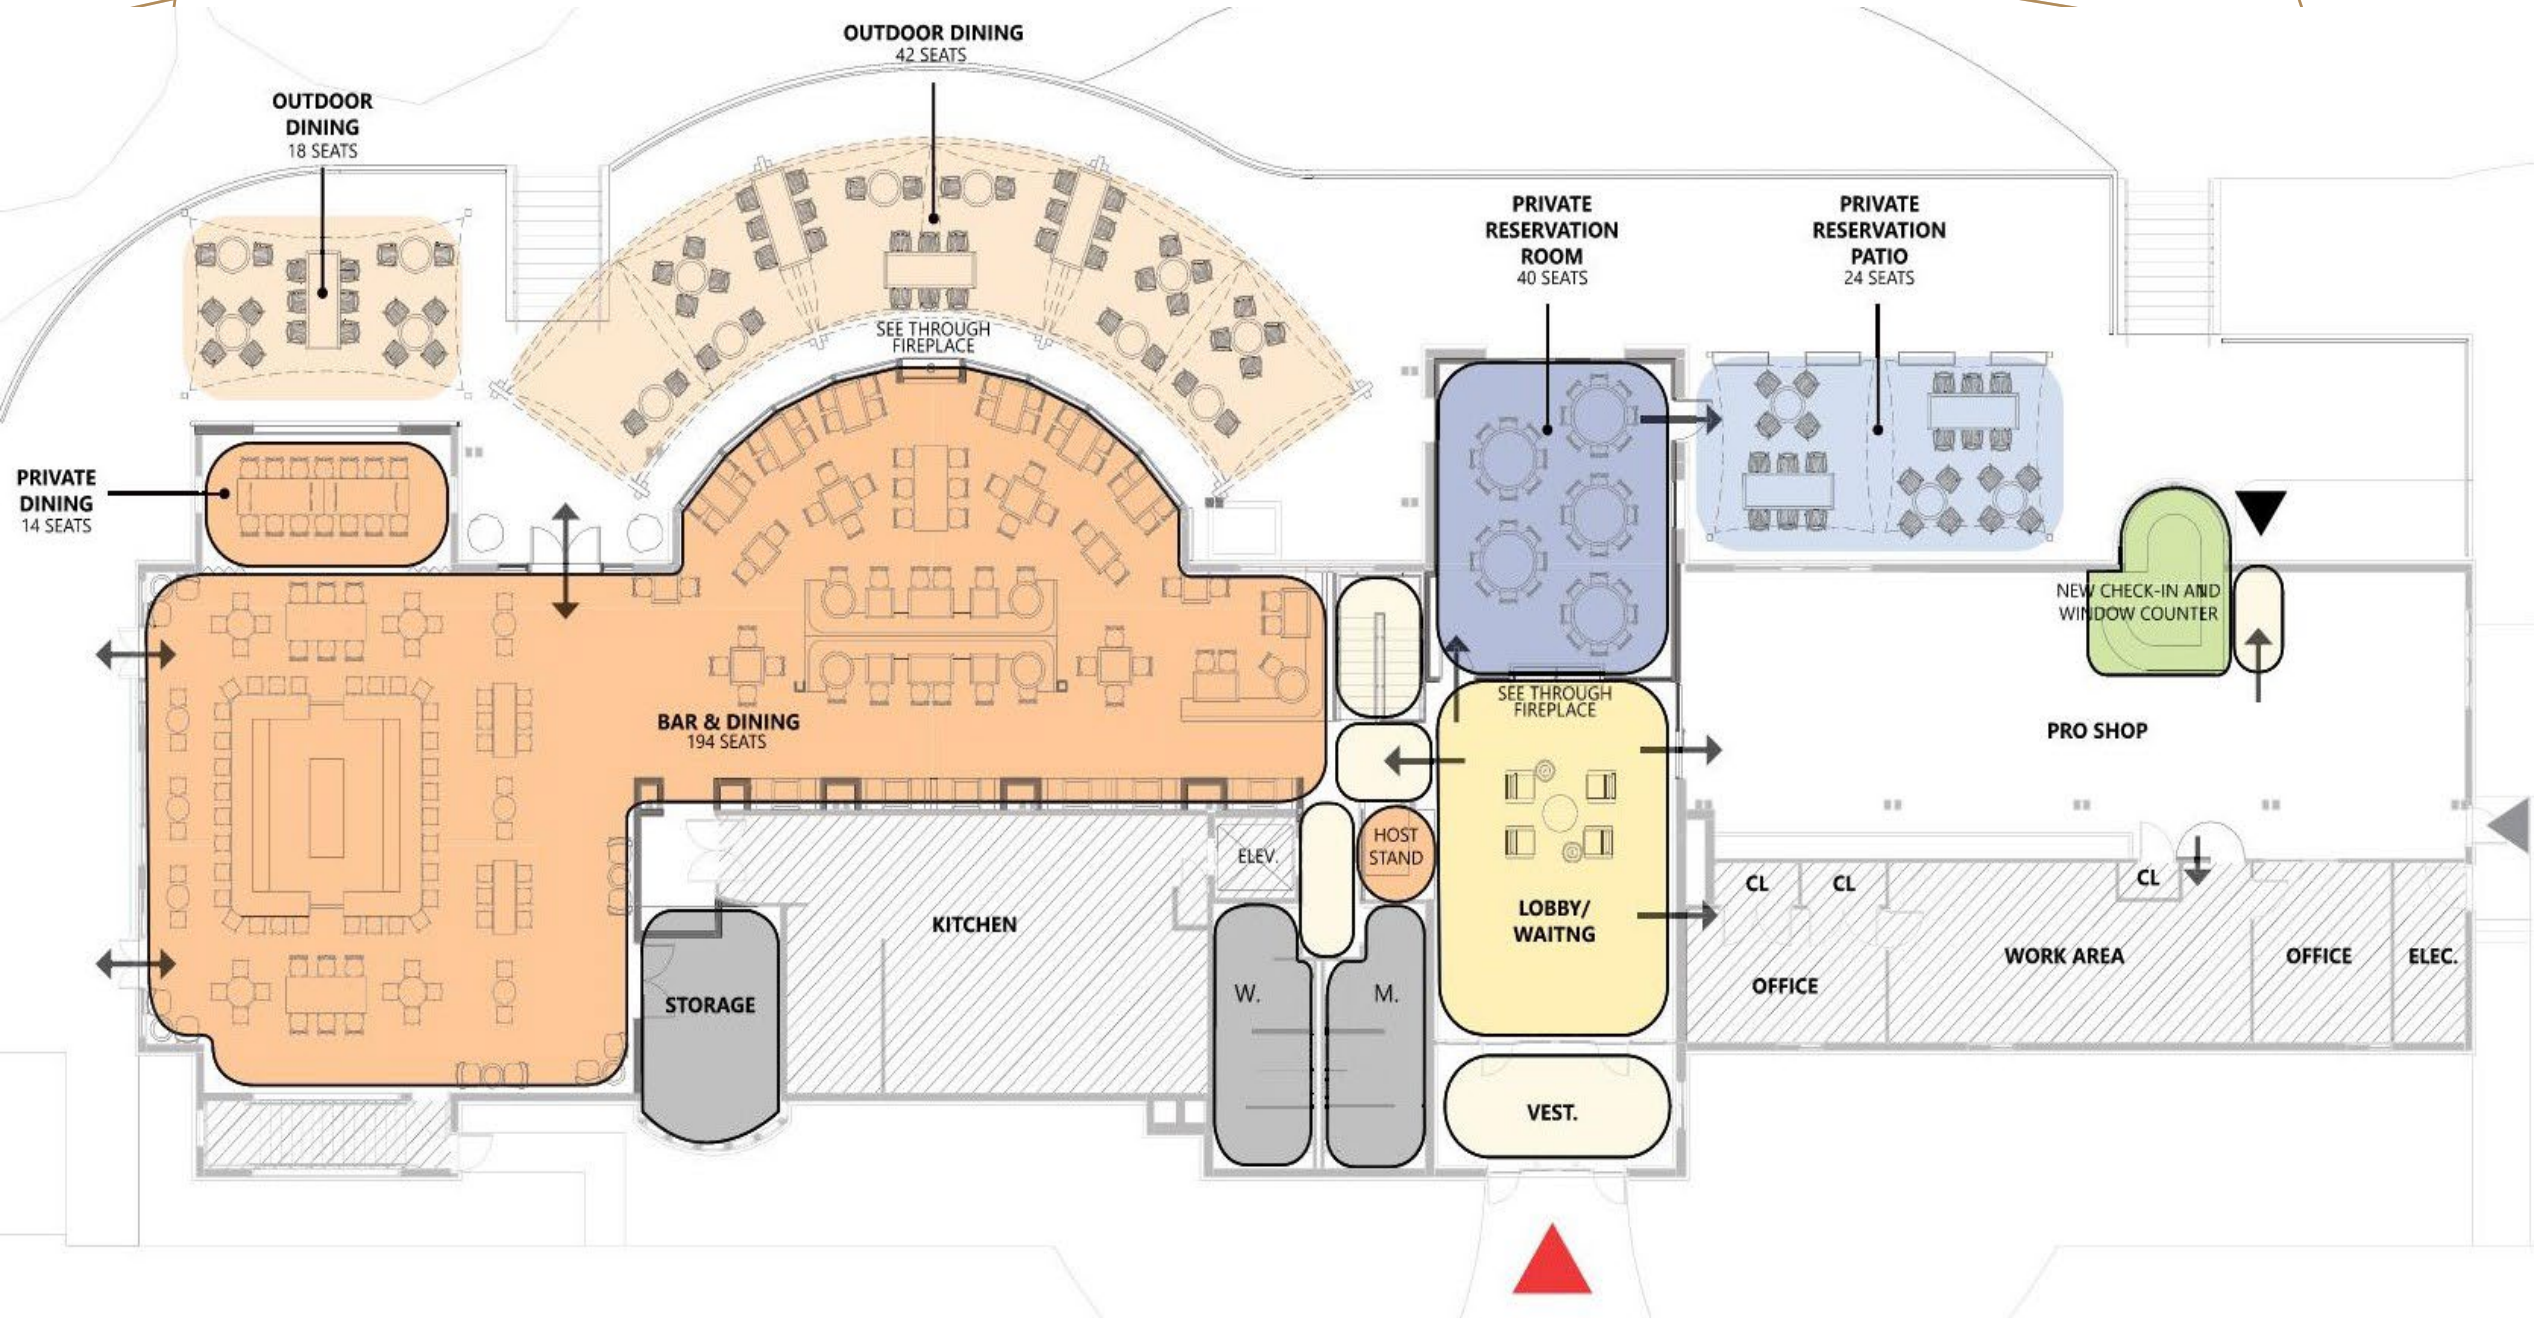 OUTDOOR DINING
42 SEATS
OUTDOOR
DINING
18 SEATS
PRIVATE
RESERVATION
ROOM
40 SEATS
PRIVATE
RESERVATION
PATIO
24 SEATS
SEE THROUGH
FIREPLACE
PRIVATE
DINING
14 SEATS
NEW CHECK-IN AND
WINDOW COUNTER
SEE THROUGH
FIREPLACE
BAR & DINING
194 SEATS
PRO SHOP
HOST
STAND
ELEV.
CL
CL
CL
LOBBY/
WAITNG
KITCHEN
WORK AREA
OFFICE
ELEC.
OFFICE
STORAGE
W.
M.
VEST.